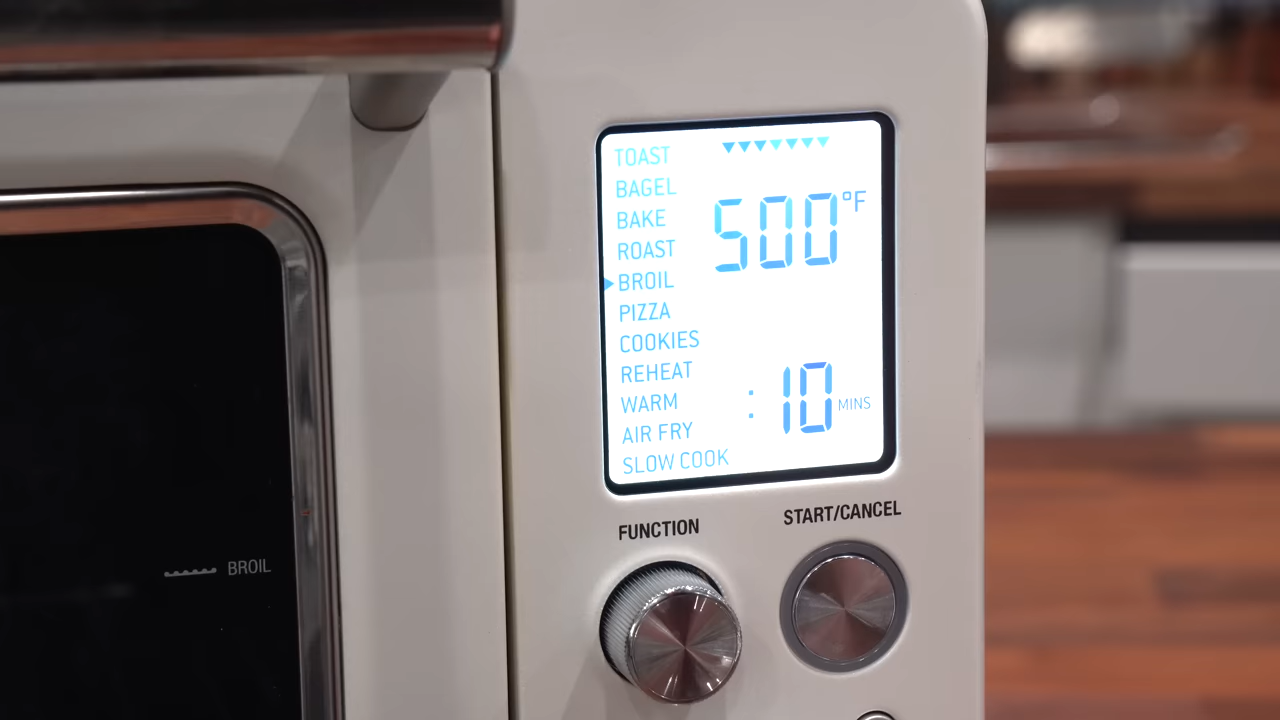 TOAST
BAGEL
BAKE
500°F
ROAST
BROIL
PIZZA
COOKIES
REHEAT
WARM
:10 MINS
AIR FRY
SLOW COOK
FUNCTION
START/CANCEL
BROIL